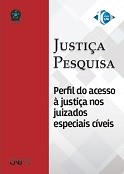 JUSTIÇA
PESQUISA
Perfil do acesso
à justiça nos
juizados
especiais cíveis